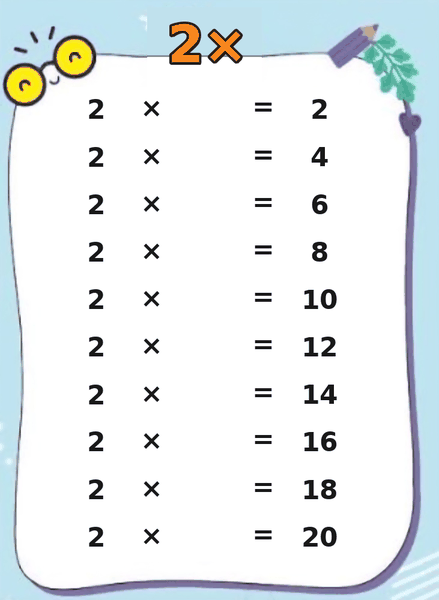 2×
2 × = 2
2 × = 4
2 × = 6
2 × = 8
2 × = 10
2 × = 12
2 × = 14
2 × = 16
2 × = 18
2 × = 20